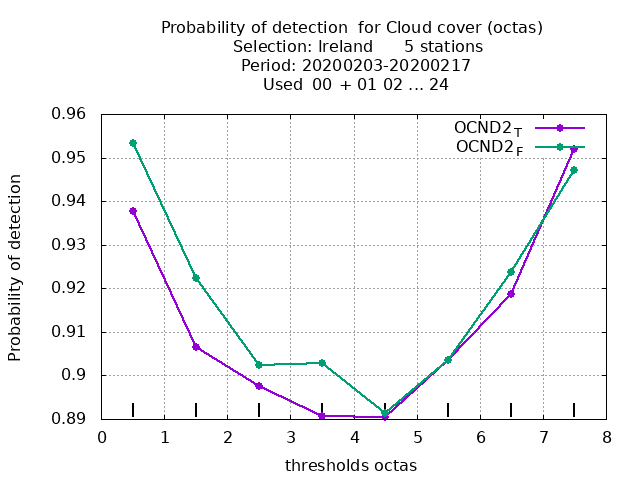 Probability of detection  for Cloud cover (octas)
Selection: Ireland      5 stations
Period: 20200203-20200217
Used  00 + 01 02 ... 24
0.96
OCND2_T
0.95
OCND2_F
0.94
0.93
0.92
0.91
0.9
0.89
Probability of detection
0 1 2 3 4 5 6 7 8
thresholds octas